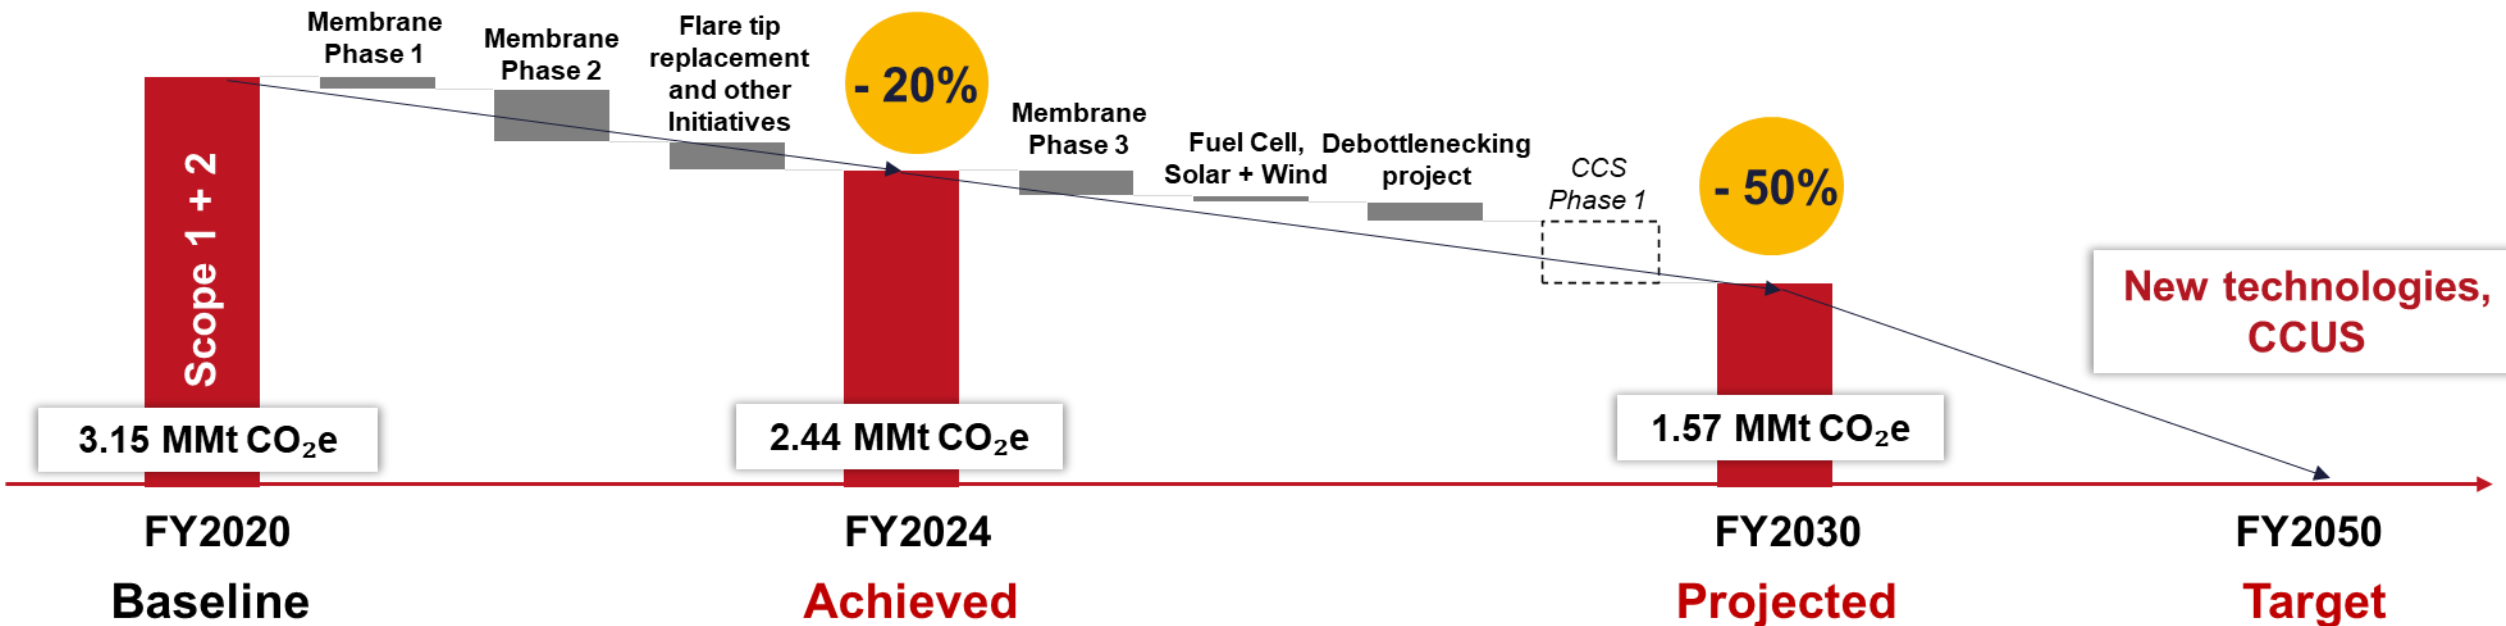 Membrane
Phase 1
Membrane
Phase 2
Flare tip
replacement
and other
Initiatives
- 20%
Membrane
Phase 3
Fuel Cell,
Solar + Wind
Debottlenecking
project
CCS
Phase 1
- 50%
New technologies,
CCUS
Scope 1 + 2
3.15 MMt CO₂e
2.44 MMt CO₂e
1.57 MMt CO₂e
FY2020
FY2024
FY2030
FY2050
Baseline
Achieved
Projected
Target